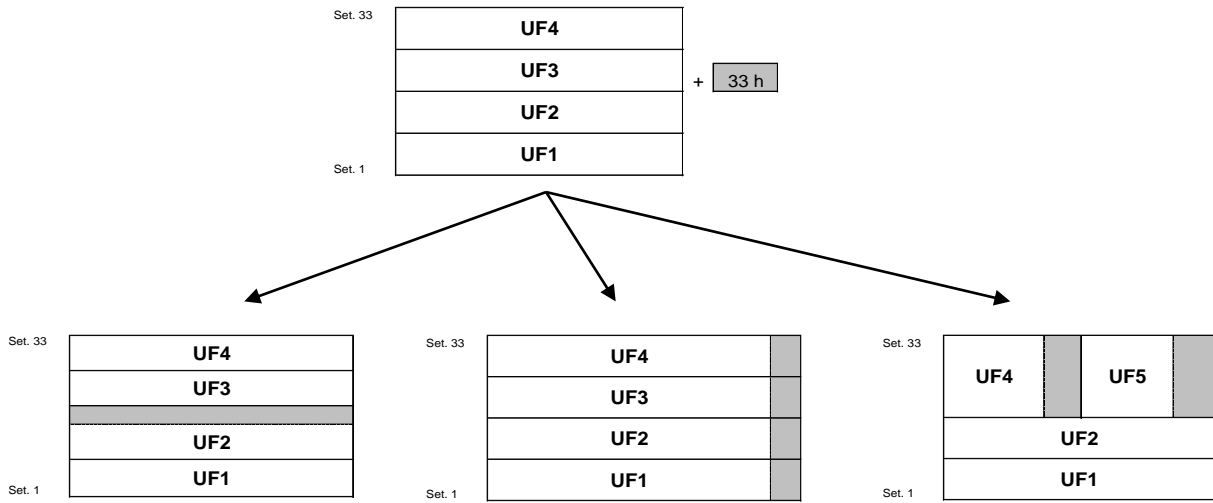 Set. 33
UF4
UF3
+ 33 h
UF2
UF1
Set. 1
Set. 33
UF4
UF3
UF2
UF1
Set. 1
Set. 33
UF4
UF3
UF2
UF1
Set. 1
Set. 33
UF4 UF5
UF2
UF1
Set. 1